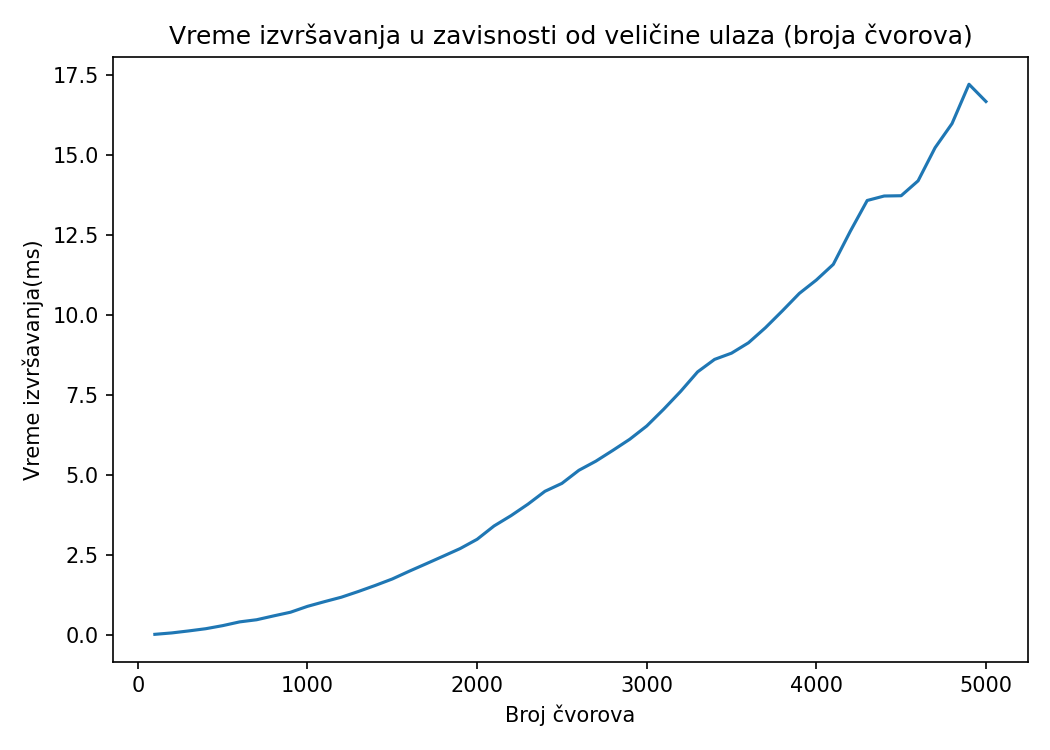 Vreme izvršavanja u zavisnosti od veličine ulaza (broja čvorova)
17.5
15.0
12.5
10.0
7.5
5.0
2.5
0.0
Vreme izvršavanja(ms)
0 1000 2000 3000 4000 5000
Broj čvorova